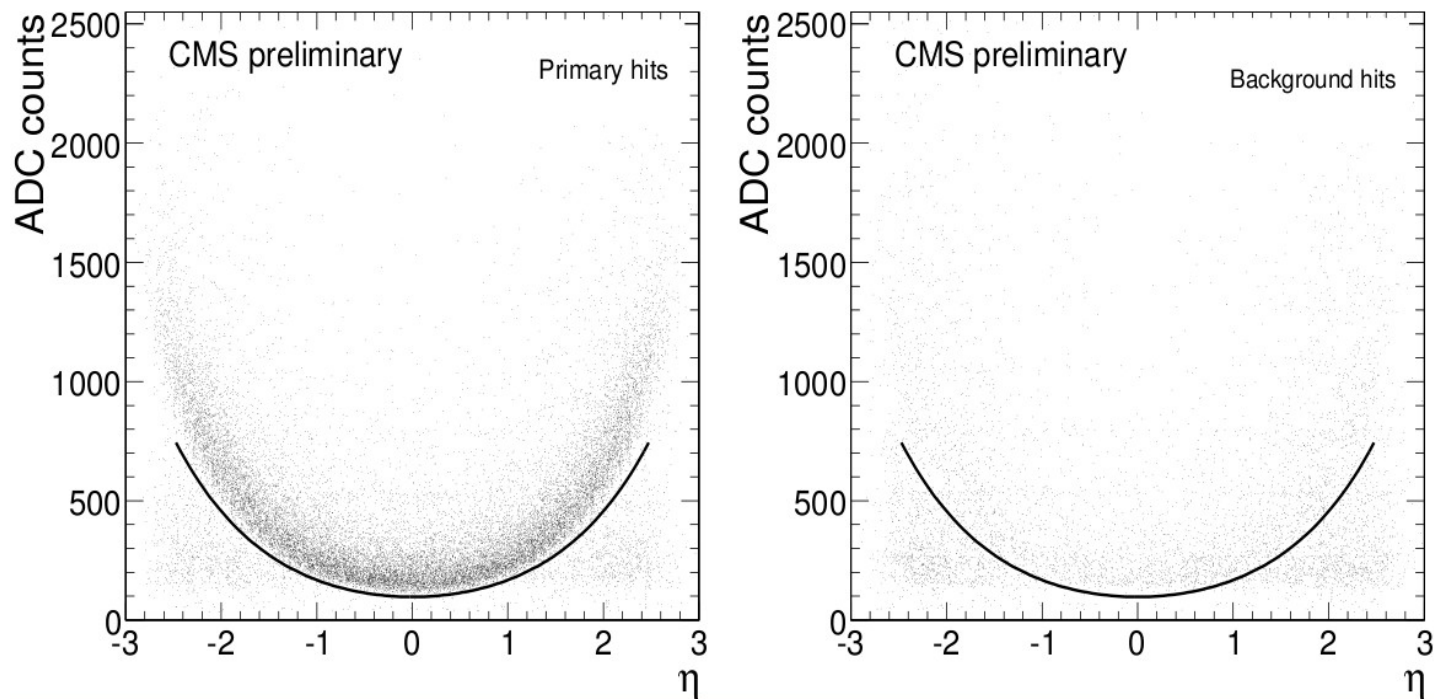 CMS preliminary
Primary hits
ADC counts
2500
2000
1500
1000
500
0
-3 -2 -1 0 1 2 3
η
CMS preliminary
Background hits
ADC counts
2500
2000
1500
1000
500
0
-3 -2 -1 0 1 2 3
η